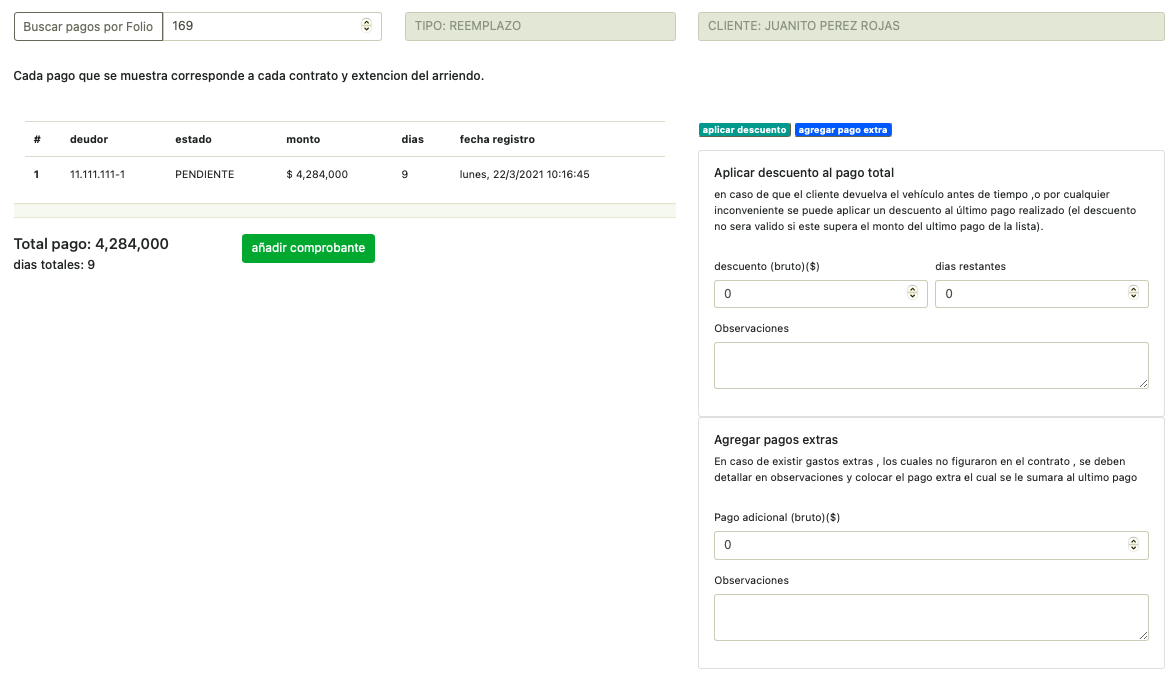 Buscar pagos por Folio 169 TIPO: REEMPLAZO CLIENTE: JUANITO PEREZ ROJAS
Cada pago que se muestra corresponde a cada contrato y extencion del arriendo.
# deudor estado monto dias fecha registro
1 11.111.111-1 PENDIENTE $ 4,284,000 9 lunes, 22/3/2021 10:16:45
Total pago: 4,284,000
dias totales: 9
añadir comprobante
aplicar descuento agregar pago extra
Aplicar descuento al pago total
en caso de que el cliente devuelva el vehículo antes de tiempo ,o por cualquier
inconveniente se puede aplicar un descuento al último pago realizado (el descuento
no sera valido si este supera el monto del ultimo pago de la lista).
descuento (bruto)($) dias restantes
0 0
Observaciones
Agregar pagos extras
En caso de existir gastos extras , los cuales no figuraron en el contrato , se deben
detallar en observaciones y colocar el pago extra el cual se le sumara al ultimo pago
Pago adicional (bruto)($)
0
Observaciones